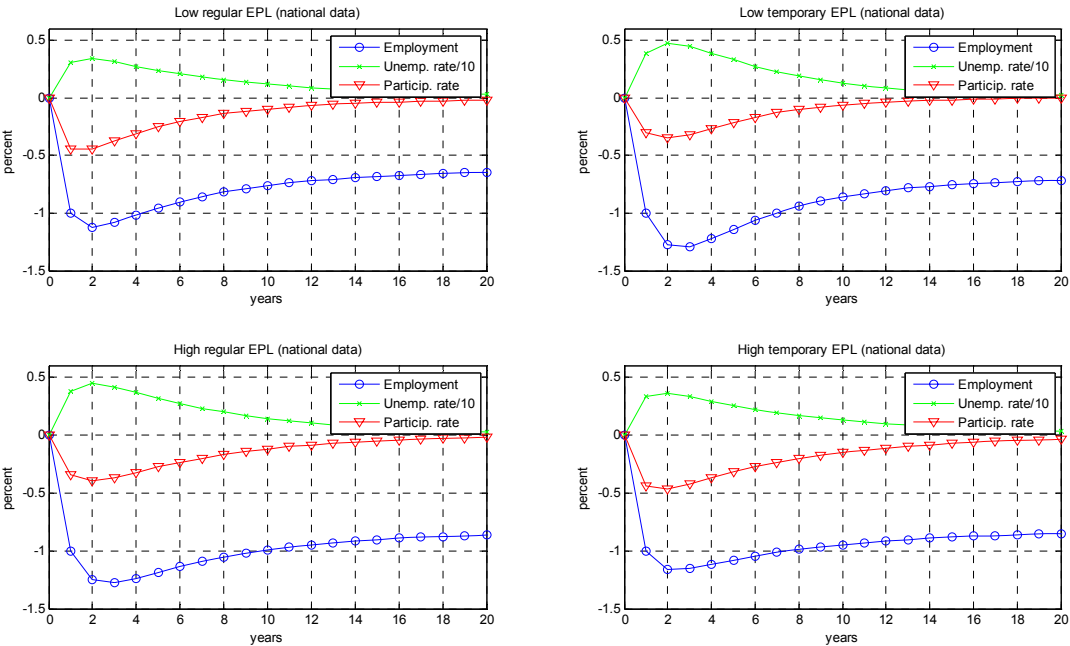 Low regular EPL (national data)
0.5
0
-0.5
-1
-1.5
percent
Employment
Unemp. rate/10
Particip. rate
0 2 4 6 8 10 12 14 16 18 20
years
Low temporary EPL (national data)
0.5
0
-0.5
-1
-1.5
percent
Employment
Unemp. rate/10
Particip. rate
0 2 4 6 8 10 12 14 16 18 20
years
High regular EPL (national data)
0.5
0
-0.5
-1
-1.5
percent
Employment
Unemp. rate/10
Particip. rate
0 2 4 6 8 10 12 14 16 18 20
years
High temporary EPL (national data)
0.5
0
-0.5
-1
-1.5
percent
Employment
Unemp. rate/10
Particip. rate
0 2 4 6 8 10 12 14 16 18 20
years